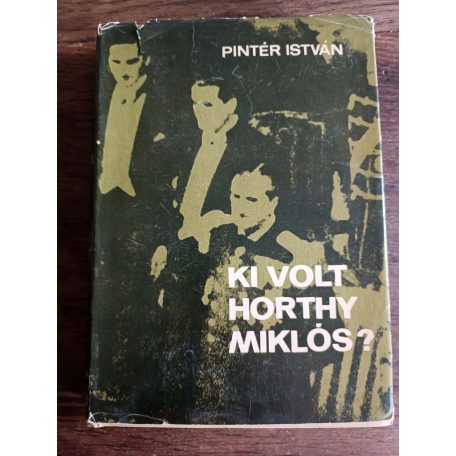 PINTÉR ISTVÁN
KI VOLT
HORTHY
MIKLÓS?